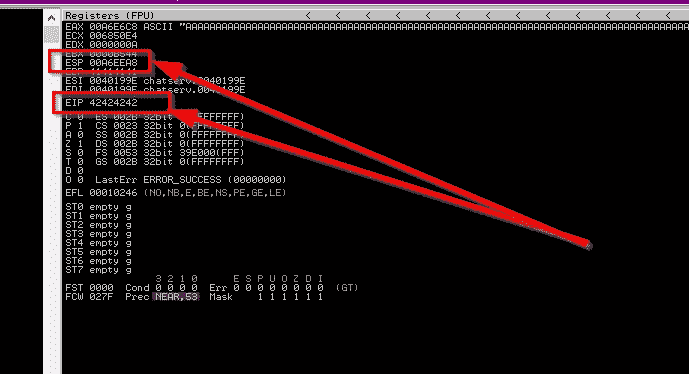 Registers (FPU) < < < < < < <
EAX 00A6E6C8 ASCII "AAAAAAAAAAAAAAAAAAAAAAAAAAAAAAAAAAAAAAAAAAAAAAAAAAAAAAAAAAAAAA
ECX 006850E4
EDX 0000000A
EBX 0000B544
ESP 00A6EEA8
EBP 41414141
ESI 0040199E chatserv.0040199E
EDI 0040199E chatserv.0040199E
EIP 42424242
C 0 ES 002B 32bit 0(FFFFFFFF)
P 1 CS 0023 32bit 0(FFFFFFFF)
A 0 SS 002B 32bit 0(FFFFFFFF)
Z 1 DS 002B 32bit 0(FFFFFFFF)
S 0 FS 0053 32bit 39E000(FFF)
T 0 GS 002B 32bit 0(FFFFFFFF)
D 0
O 0 LastErr ERROR_SUCCESS (00000000)
EFL 00010246 (NO,NB,E,BE,NS,PE,GE,LE)
ST0 empty g
ST1 empty g
ST2 empty g
ST3 empty g
ST4 empty g
ST5 empty g
ST6 empty g
ST7 empty g
3 2 1 0 E S P U O Z D I
FST 0000 Cond 0 0 0 0 Err 0 0 0 0 0 0 0 0 (GT)
FCW 027F Prec NEAR,53 Mask 1 1 1 1 1 1